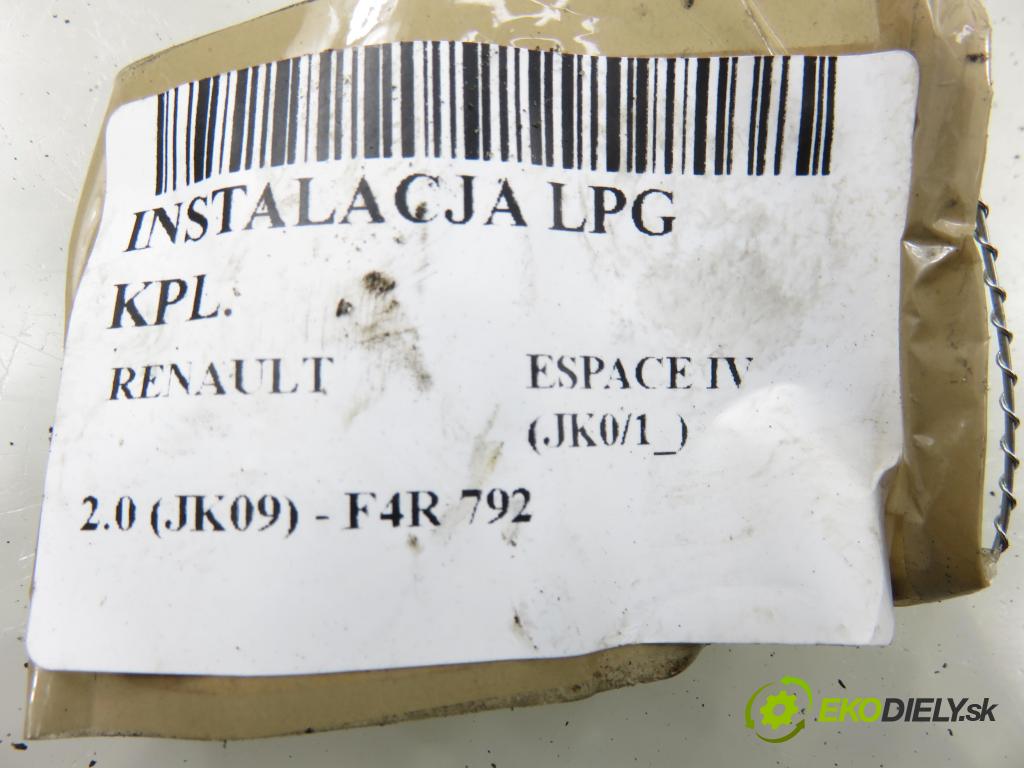 INSTALACJA LPG
KPL.
RENAULT ESPACE IV
(JK0/1_)
2.0 (JK09) - F4R 792
EKODIELY.sk